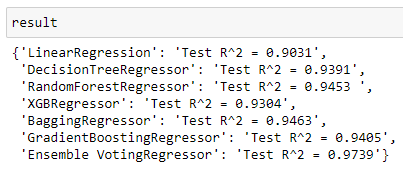 result
{'LinearRegression': 'Test R^2 = 0.9031',
'DecisionTreeRegressor': 'Test R^2 = 0.9391',
'RandomForestRegressor': 'Test R^2 = 0.9453 ',
'XGBRegressor': 'Test R^2 = 0.9304',
'BaggingRegressor': 'Test R^2 = 0.9463',
'GradientBoostingRegressor': 'Test R^2 = 0.9405',
'Ensemble VotingRegressor': 'Test R^2 = 0.9739'}